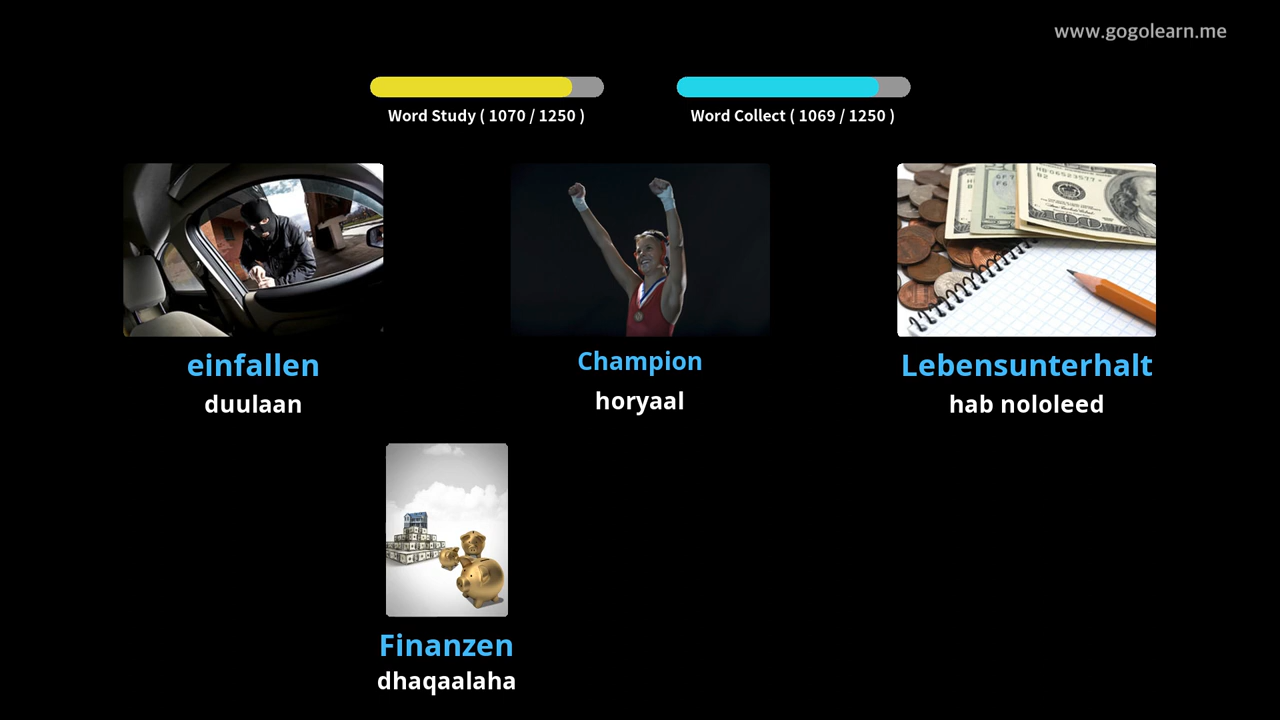 www.gogolearn.me
Word Study ( 1070 / 1250 )
Word Collect ( 1069 / 1250 )
einfallen
duulaan
Champion
horyaal
Lebensunterhalt
hab nololeed
Finanzen
dhaqaalaha